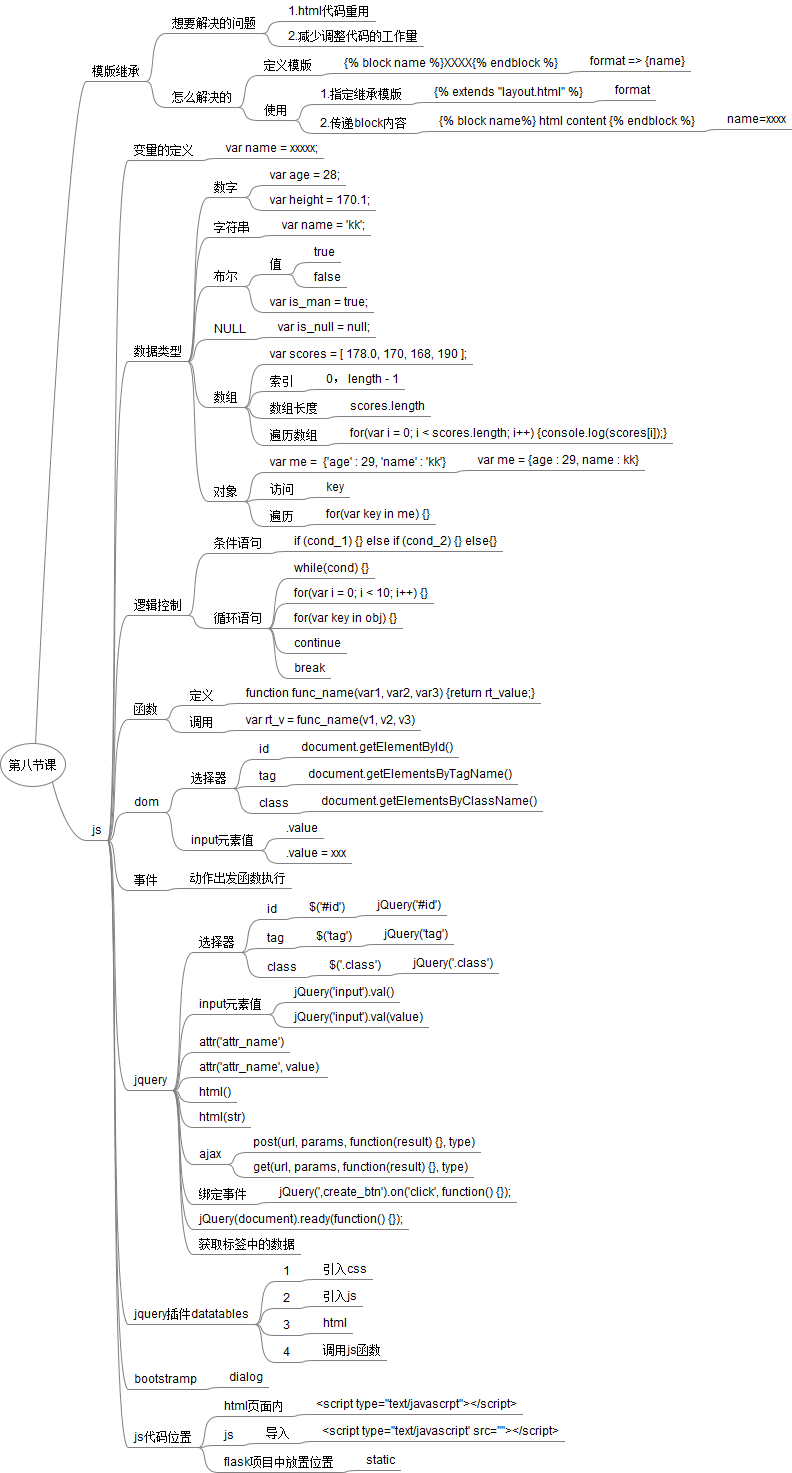 1.html代码重用
想要解决的问题
2.减少调整代码的工作量
模版继承
定义模版 {% block name %}XXXX{% endblock %} format => {name}
怎么解决的
1.指定继承模版 {% extends "layout.html" %} format
使用
2.传递block内容 {% block name%} html content {% endblock %} name=xxxx
变量的定义 var name = xxxxx;
var age = 28;
数字
var height = 170.1;
字符串 var name = 'kk';
true
值
布尔
false
var is_man = true;
NULL var is_null = null;
数据类型
var scores = [ 178.0, 170, 168, 190 ];
索引 0， length - 1
数组
数组长度 scores.length
遍历数组 for(var i = 0; i < scores.length; i++) {console.log(scores[i]);}
var me =  {'age' : 29, 'name' : 'kk'} var me = {age : 29, name : kk}
对象
访问 key
遍历 for(var key in me) {}
条件语句 if (cond_1) {} else if (cond_2) {} else{}
逻辑控制
while(cond) {}
for(var i = 0; i < 10; i++) {}
循环语句
for(var key in obj) {}
continue
break
定义 function func_name(var1, var2, var3) {return rt_value;}
函数
调用 var rt_v = func_name(v1, v2, v3)
第八节课
id document.getElementById()
选择器
tag document.getElementsByTagName()
dom
class document.getElementsByClassName()
js
.value
input元素值
.value = xxx
事件 动作出发函数执行
id $('#id') jQuery('#id')
选择器
tag $('tag') jQuery('tag')
class $('.class') jQuery('.class')
jQuery('input').val()
input元素值
jQuery('input').val(value)
attr('attr_name')
attr('attr_name', value)
jquery
html()
html(str)
post(url, params, function(result) {}, type)
ajax
get(url, params, function(result) {}, type)
绑定事件 jQuery(',create_btn').on('click', function() {});
jQuery(document).ready(function() {});
获取标签中的数据
1 引入css
2 引入js
jquery插件datatables
3 html
4 调用js函数
bootstramp dialog
html页面内 <script type="text/javascrpt"></script>
js代码位置
js 导入 <script type="text/javascript' src=""></script>
flask项目中放置位置 static